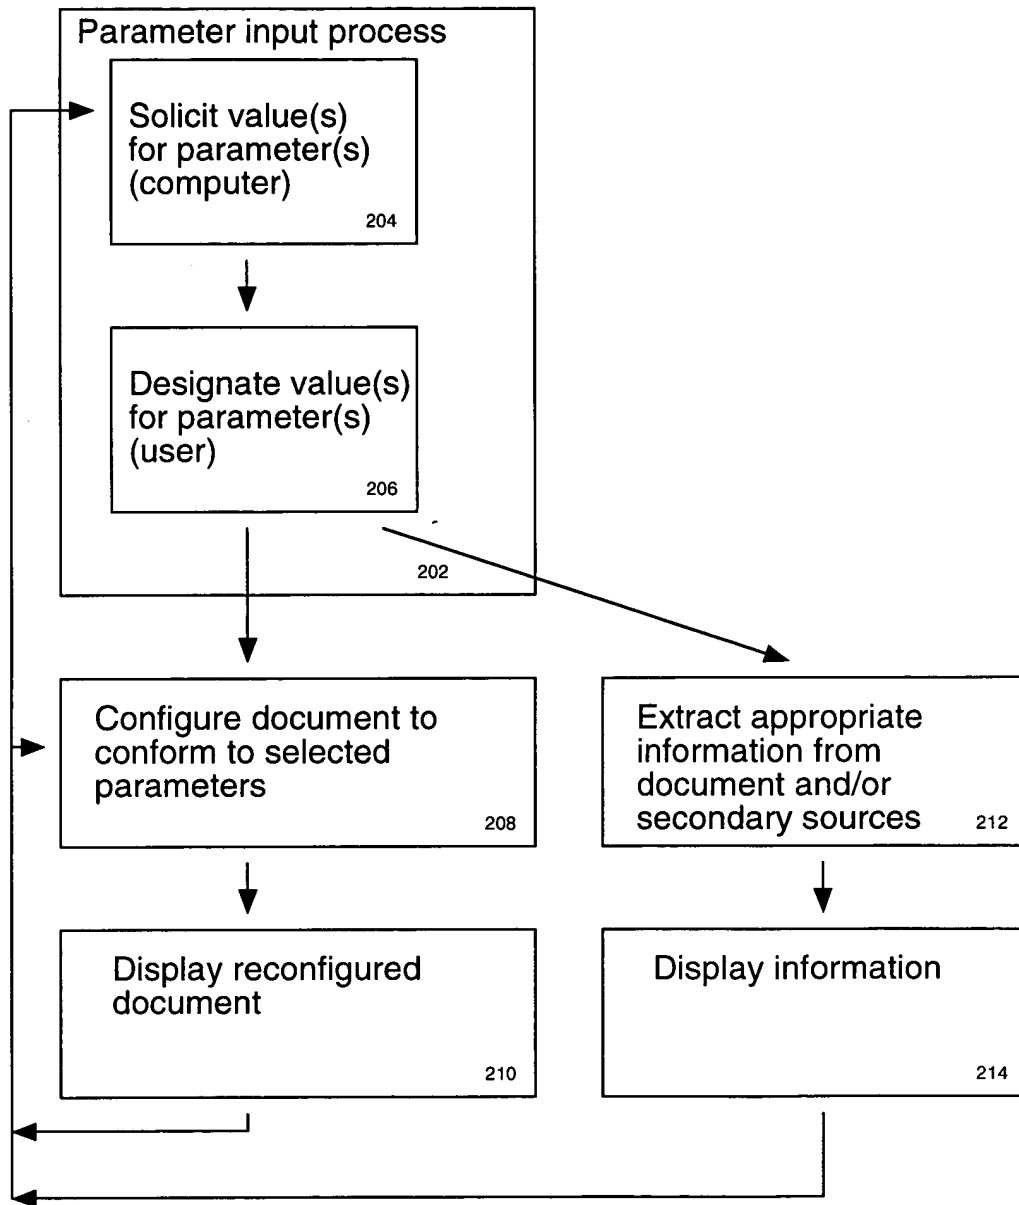 Parameter input process
Solicit value(s)
for parameter(s)
(computer)
204
Designate value(s)
for parameter(s)
(user)
206
202
Configure document to
conform to selected
parameters
208
Extract appropriate
information from
document and/or
secondary sources
212
Display reconfigured
document
210
Display information
214